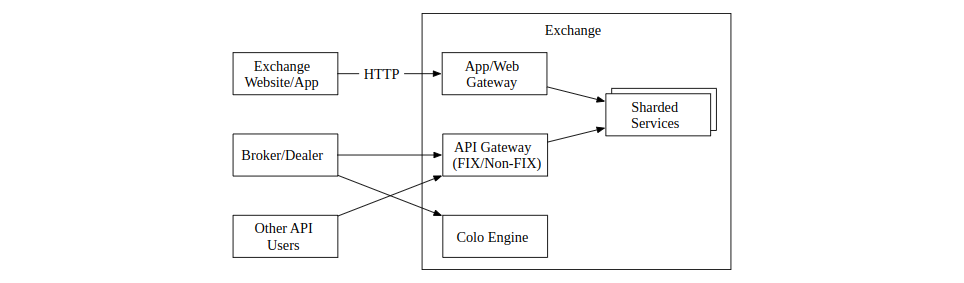 Exchange
Exchange
Website/App
HTTP
App/Web
Gateway
Sharded
Services
Broker/Dealer
API Gateway
(FIX/Non-FIX)
Other API
Users
Colo Engine